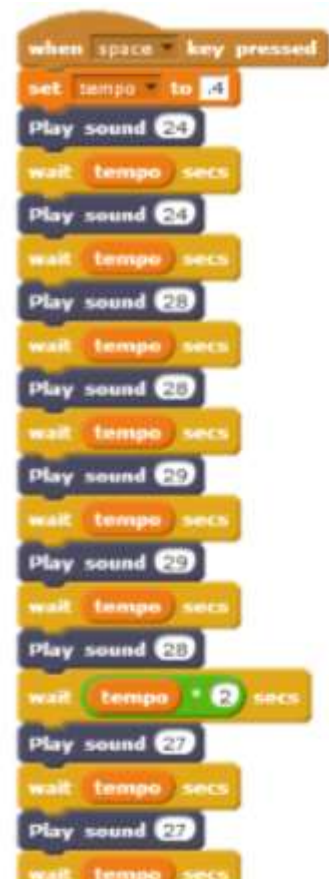 when space key pressed
set tempo to .4
Play sound 24
wait tempo secs
Play sound 24
wait tempo secs
Play sound 28
wait tempo secs
Play sound 28
wait tempo secs
Play sound 29
wait tempo secs
Play sound 29
wait tempo secs
Play sound 28
wait tempo * 2 secs
Play sound 27
wait tempo secs
Play sound 27
wait tempo secs